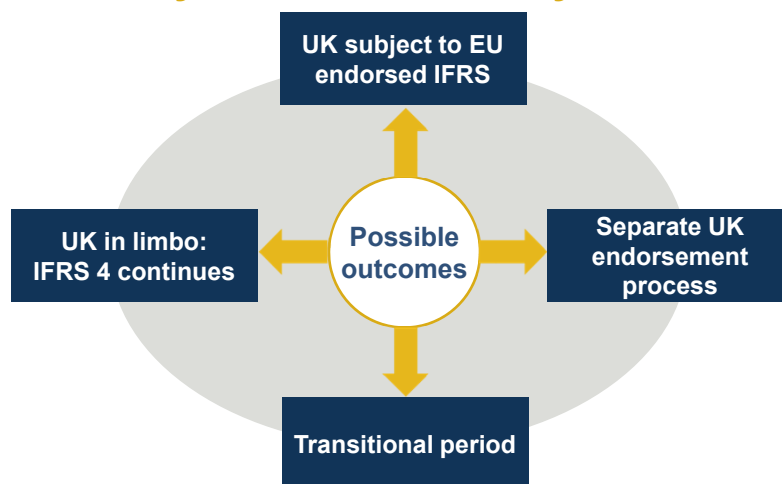 UK subject to EU
endorsed IFRS
UK in limbo:
IFRS 4 continues
Possible
outcomes
Separate UK
endorsement
process
Transitional period